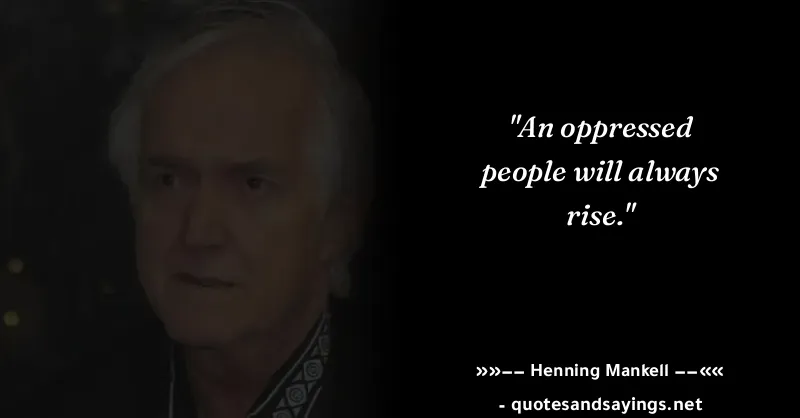 "An oppressed
people will always
rise."
»»−− Henning Mankell −−««
- quotesandsayings.net